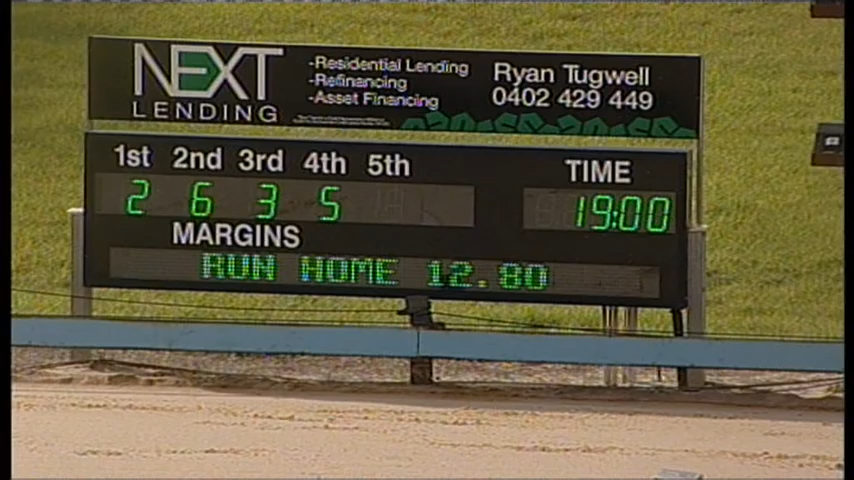 NEXT
LENDING
-Residential Lending
-Refinancing
-Asset Financing
Ryan Tugwell
0402 429 449
1st 2nd 3rd 4th 5th
TIME
2 6 3 5
19:00
MARGINS
RUN HOME 12.80